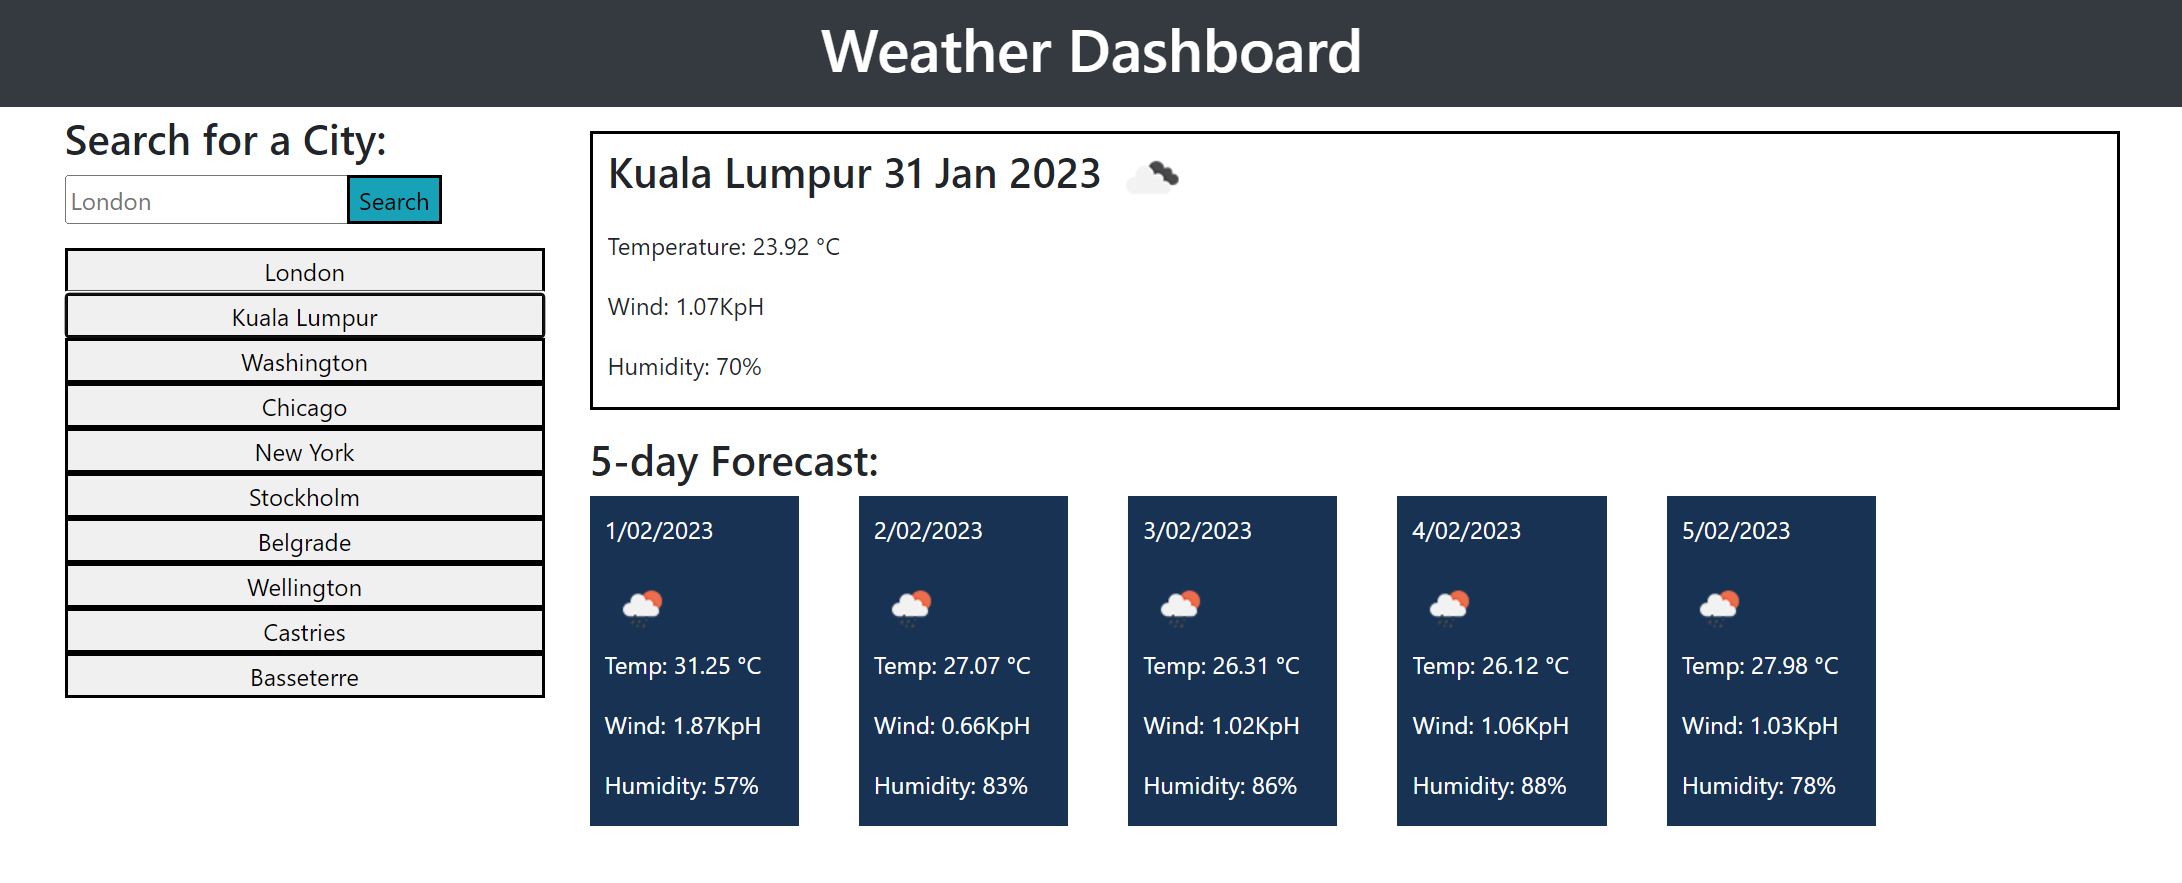 Weather Dashboard
Search for a City:
London
Search
London
Kuala Lumpur
Washington
Chicago
New York
Stockholm
Belgrade
Wellington
Castries
Basseterre
Kuala Lumpur 31 Jan 2023
Temperature: 23.92 °C
Wind: 1.07KpH
Humidity: 70%
5-day Forecast:
1/02/2023
Temp: 31.25 °C
Wind: 1.87KpH
Humidity: 57%
2/02/2023
Temp: 27.07 °C
Wind: 0.66KpH
Humidity: 83%
3/02/2023
Temp: 26.31 °C
Wind: 1.02KpH
Humidity: 86%
4/02/2023
Temp: 26.12 °C
Wind: 1.06KpH
Humidity: 88%
5/02/2023
Temp: 27.98 °C
Wind: 1.03KpH
Humidity: 78%